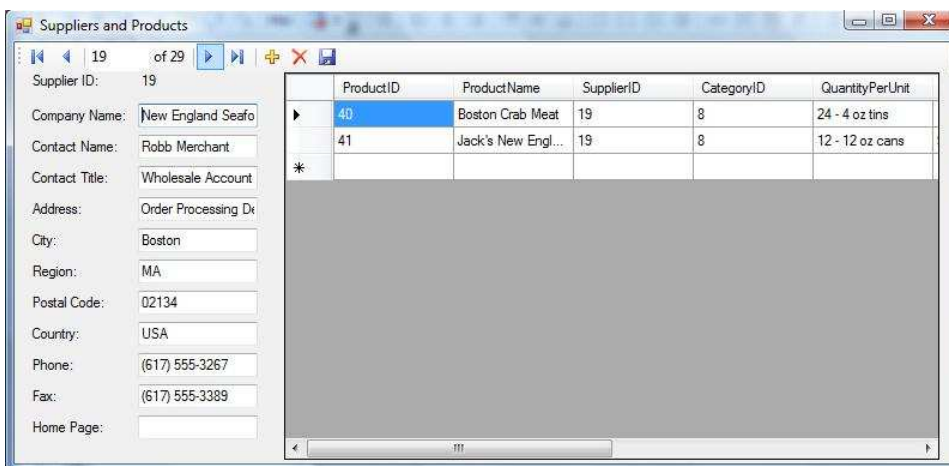 Suppliers and Products
19 of 29
Supplier ID: 19
Company Name: New England Seafo
Contact Name: Robb Merchant
Contact Title: Wholesale Account
Address: Order Processing De
City: Boston
Region: MA
Postal Code: 02134
Country: USA
Phone: (617) 555-3267
Fax: (617) 555-3389
Home Page:
ProductID ProductName SupplierID CategoryID QuantityPerUnit
40 Boston Crab Meat 19 8 24 - 4 oz tins
41 Jack's New Engl... 19 8 12 - 12 oz cans